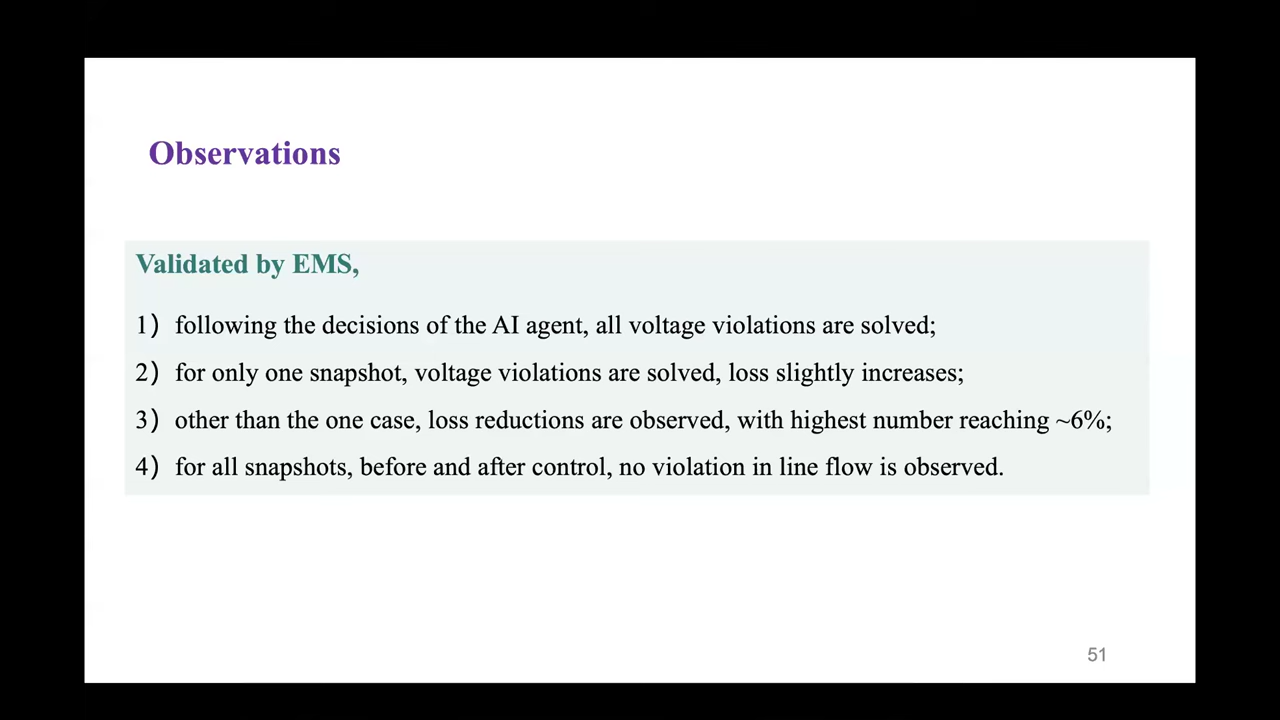 Observations
Validated by EMS,
1) following the decisions of the AI agent, all voltage violations are solved;
2) for only one snapshot, voltage violations are solved, loss slightly increases;
3) other than the one case, loss reductions are observed, with highest number reaching ~6%;
4) for all snapshots, before and after control, no violation in line flow is observed.
51